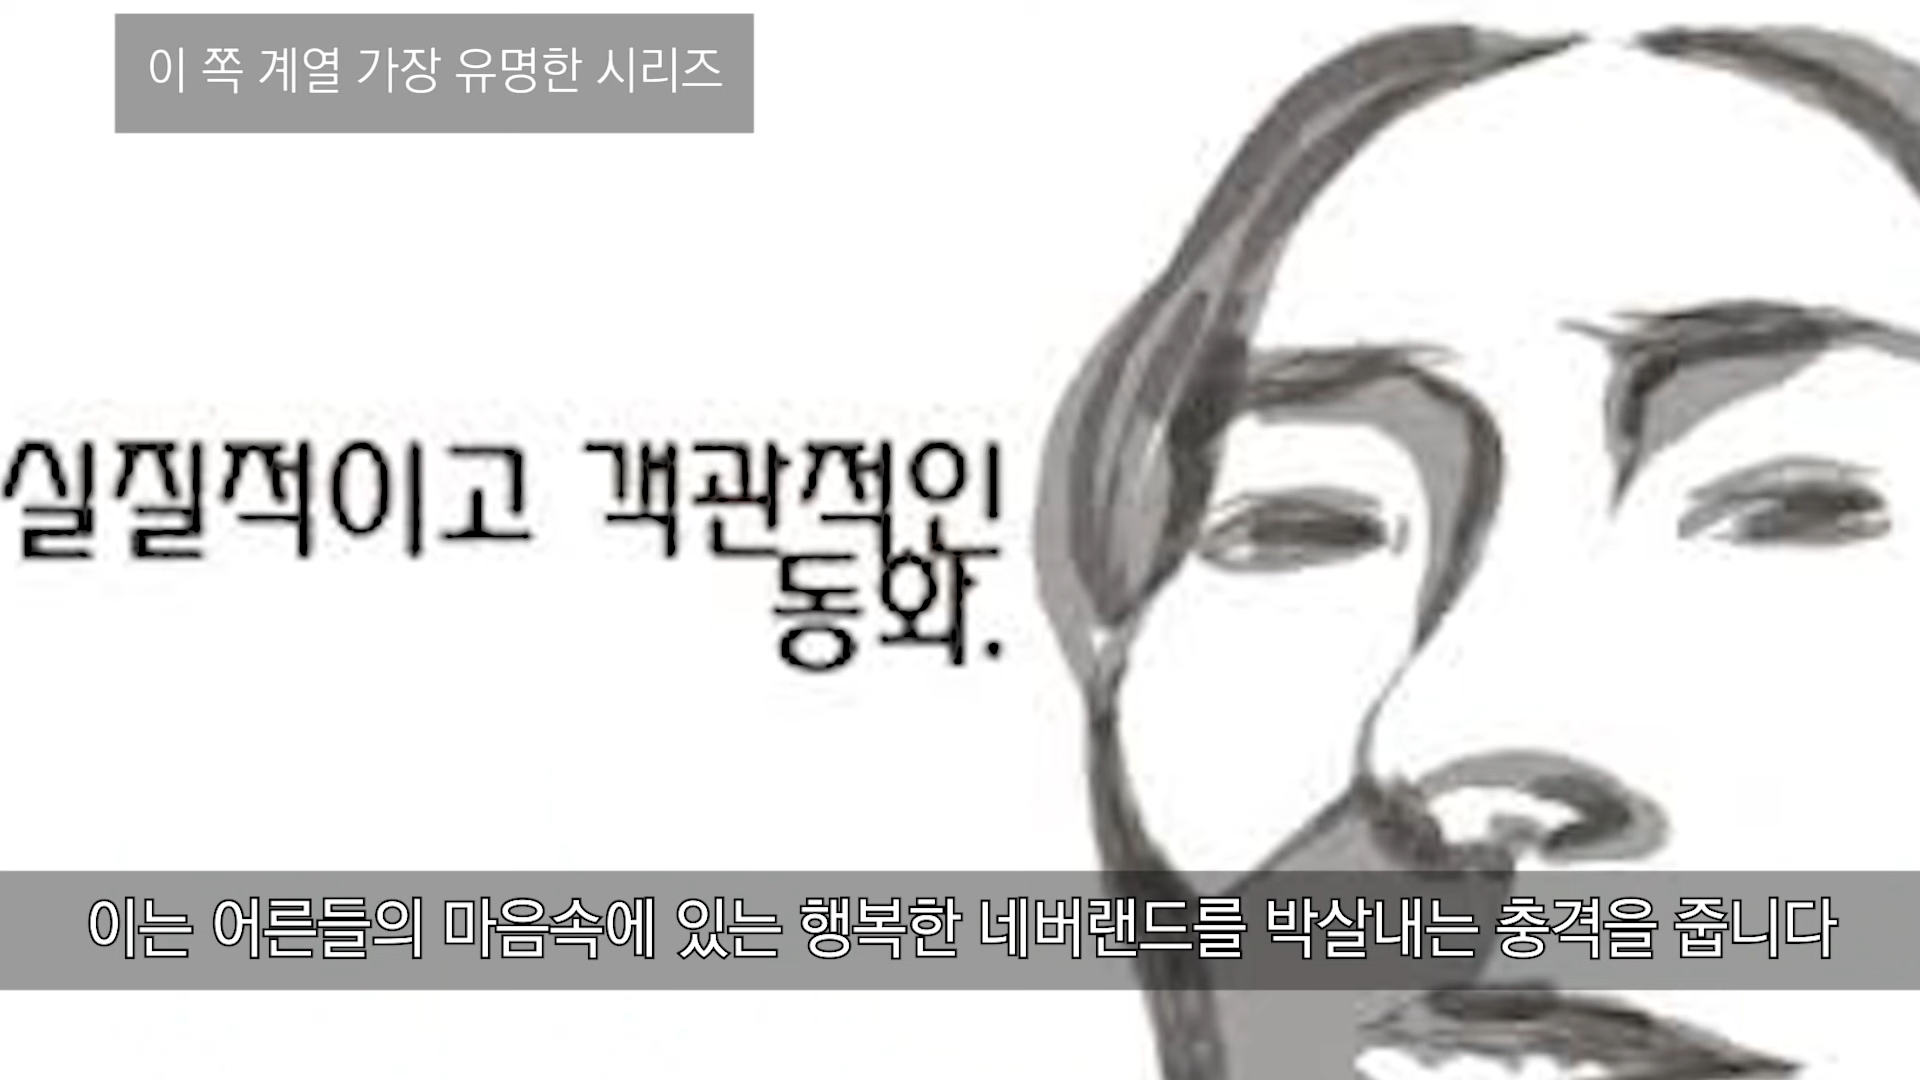 이 쪽 계열 가장 유명한 시리즈
실질적이고 객관적인
동화.
이는 어른들의 마음속에 있는 행복한 네버랜드를 박살내는 충격을 줍니다